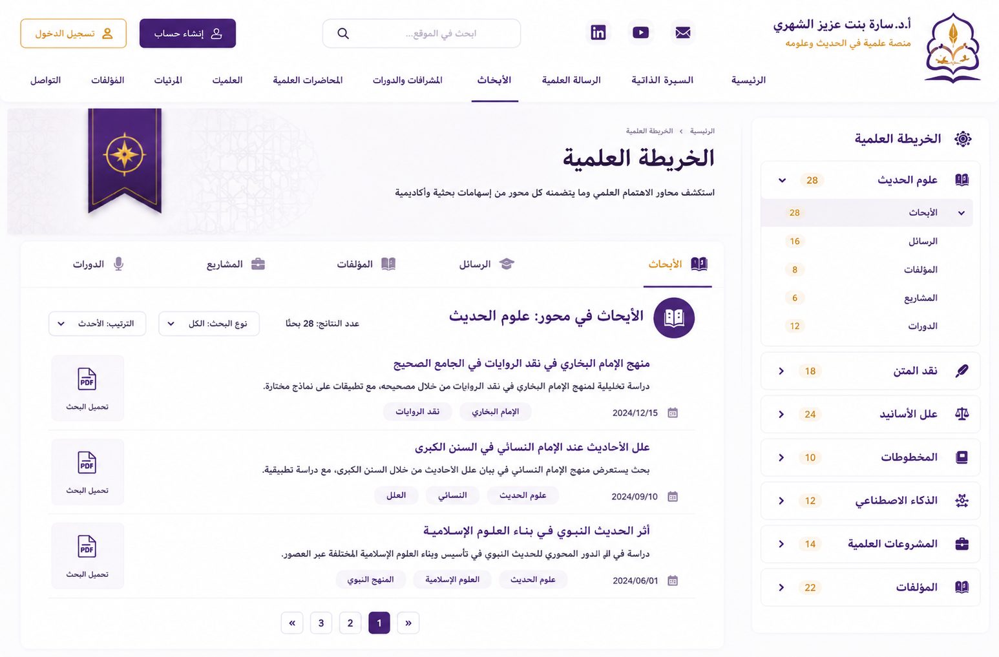 أ.د.سارة بنت عزيز الشهري
منصة علمية في الحديث وعلومه
ابحث في الموقع...
إنشاء حساب
تسجيل الدخول
الرئيسية
السيرة الذاتية
الرسالة العلمية
الأبحاث
المشرافات والدورات
المحاضرات العلمية
العلميت
المرئيات
المؤلفات
التواصل
الخريطة العلمية
علوم الحديث 28
الأبحاث 28
الرسائل 16
المؤلفات 8
المشاريع 6
الدورات 12
نقد المتن 18
علل الأسانيد 24
المخطوطات 10
الذكاء الاصطناعي 12
المشروعات العلمية 14
المؤلفات 22
الرئيسية › الخريطة العلمية
الخريطة العلمية
استكشف محاور الاهتمام العلمي وما يتضمنه كل محور من إسهامات بحثية وأكاديمية
الأبحاث
الرسائل
المؤلفات
المشاريع
الدورات
الأبحاث في محور: علوم الحديث
عدد النتائج: 28 بحثًا
نوع البحث: الكل
الترتيب: الأحدث
منهج الإمام البخاري في نقد الروايات في الجامع الصحيح
دراسة تحليلية لمنهج الإمام البخاري في نقد الروايات من خلال مصحيحه، مع تطبيقات على نماذج مختارة.
2024/12/15
الإمام البخاري
نقد الروايات
PDF
تحميل البحث
علل الأحاديث عند الإمام النسائي في السنن الكبرى
بحث يستعرض منهج الإمام النسائي في بيان علل الأحاديث من خلال السنن الكبرى، مع دراسة تطبيقية.
2024/09/10
علوم الحديث
النسائي
العلل
PDF
تحميل البحث
أثر الحديث النبوي في بناء العلوم الإسلامية
دراسة في الدور المحوري للحديث النبوي في تأسيس وبناء العلوم الإسلامية المختلفة عبر العصور.
2024/06/01
علوم الحديث
العلوم الإسلامية
المنهج النبوي
PDF
تحميل البحث
» 1 2 3 «